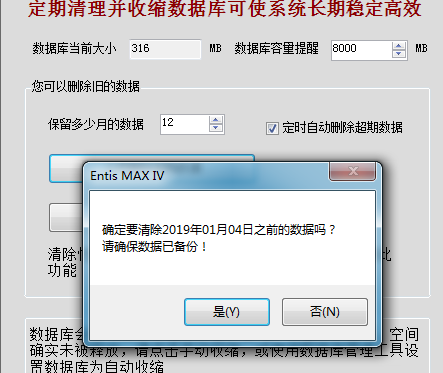 定期清理并收缩数据库可使系统长期稳定高效
数据库当前大小 316 MB 数据库容量提醒 8000 MB
您可以删除旧的数据
保留多少月的数据 12 定时自动删除超期数据
Entis MAX IV
确定要清除2019年01月04日之前的数据吗？
请确保数据已备份！
是(Y) 否(N)
清除 此
功能
数据库 空间
确实未被释放，请点击手动收缩，或使用数据库管理工具设
置数据库为自动收缩